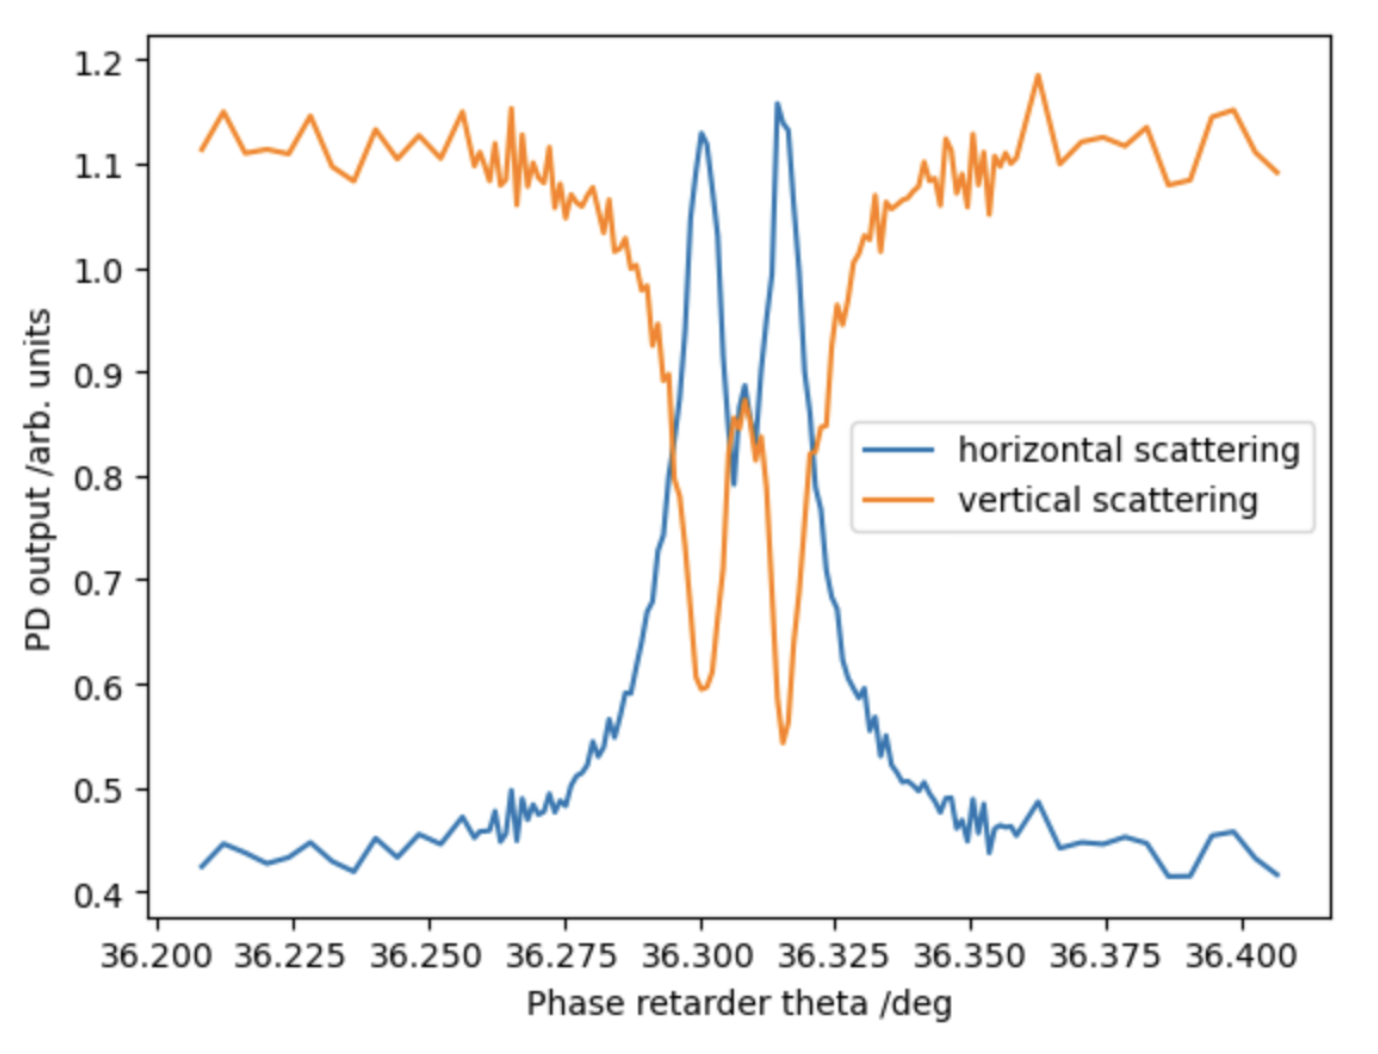 1.2
1.1
1.0
0.9
0.8
0.7
0.6
0.5
0.4
PD output /arb. units
horizontal scattering
vertical scattering
36.200 36.225 36.250 36.275 36.300 36.325 36.350 36.375 36.400
Phase retarder theta /deg